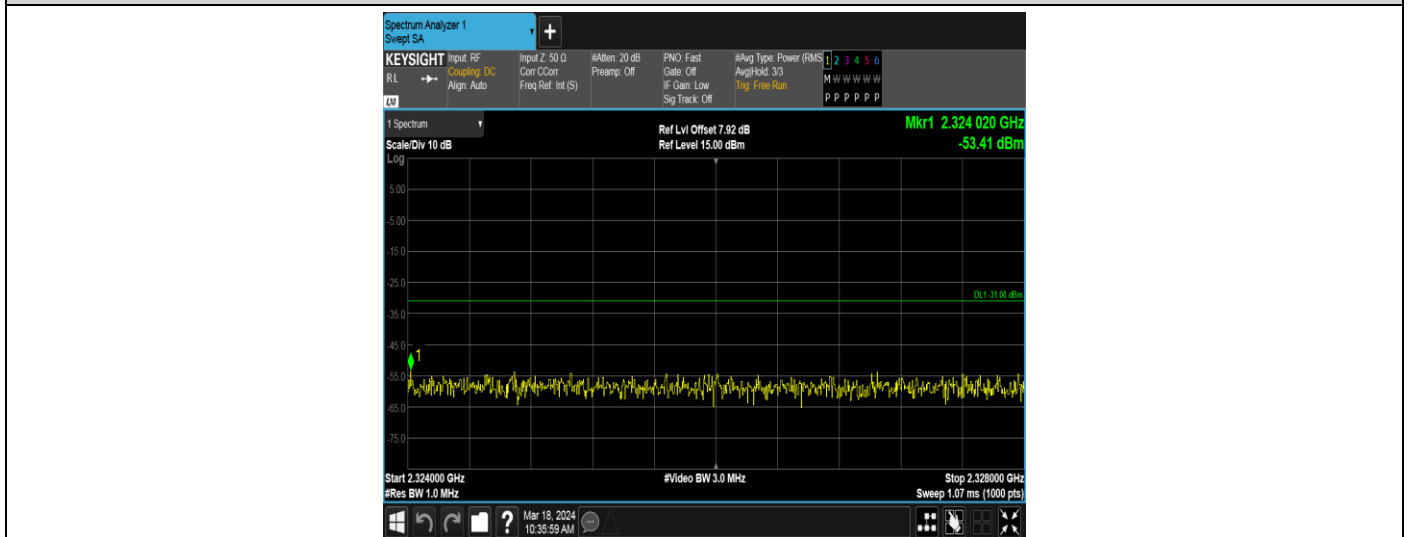 Spectrum Analyzer 1
Swept SA
+
KEYSIGHT
RL
Input: RF
Coupling: DC
Align: Auto
Input Z: 50 Ω
Corr CCorr
Freq Ref: Int (S)
#Atten: 20 dB
Preamp: Off
PNO: Fast
Gate: Off
IF Gain: Low
Sig Track: Off
#Avg Type: Power (RMS
Avg|Hold: 3/3
Trig: Free Run
1 2 3 4 5 6
M W W W W W
P P P P P P
1 Spectrum
Scale/Div 10 dB
Ref Lvl Offset 7.92 dB
Ref Level 15.00 dBm
Mkr1 2.324 020 GHz
-53.41 dBm
Log
5.00
-5.00
-15.0
-25.0
DL1 -31.00 dBm
-35.0
-45.0
1
-55.0
-65.0
-75.0
Start 2.324000 GHz
#Video BW 3.0 MHz
Stop 2.328000 GHz
#Res BW 1.0 MHz
Sweep 1.07 ms (1000 pts)
?
Mar 18, 2024
10:35:59 AM